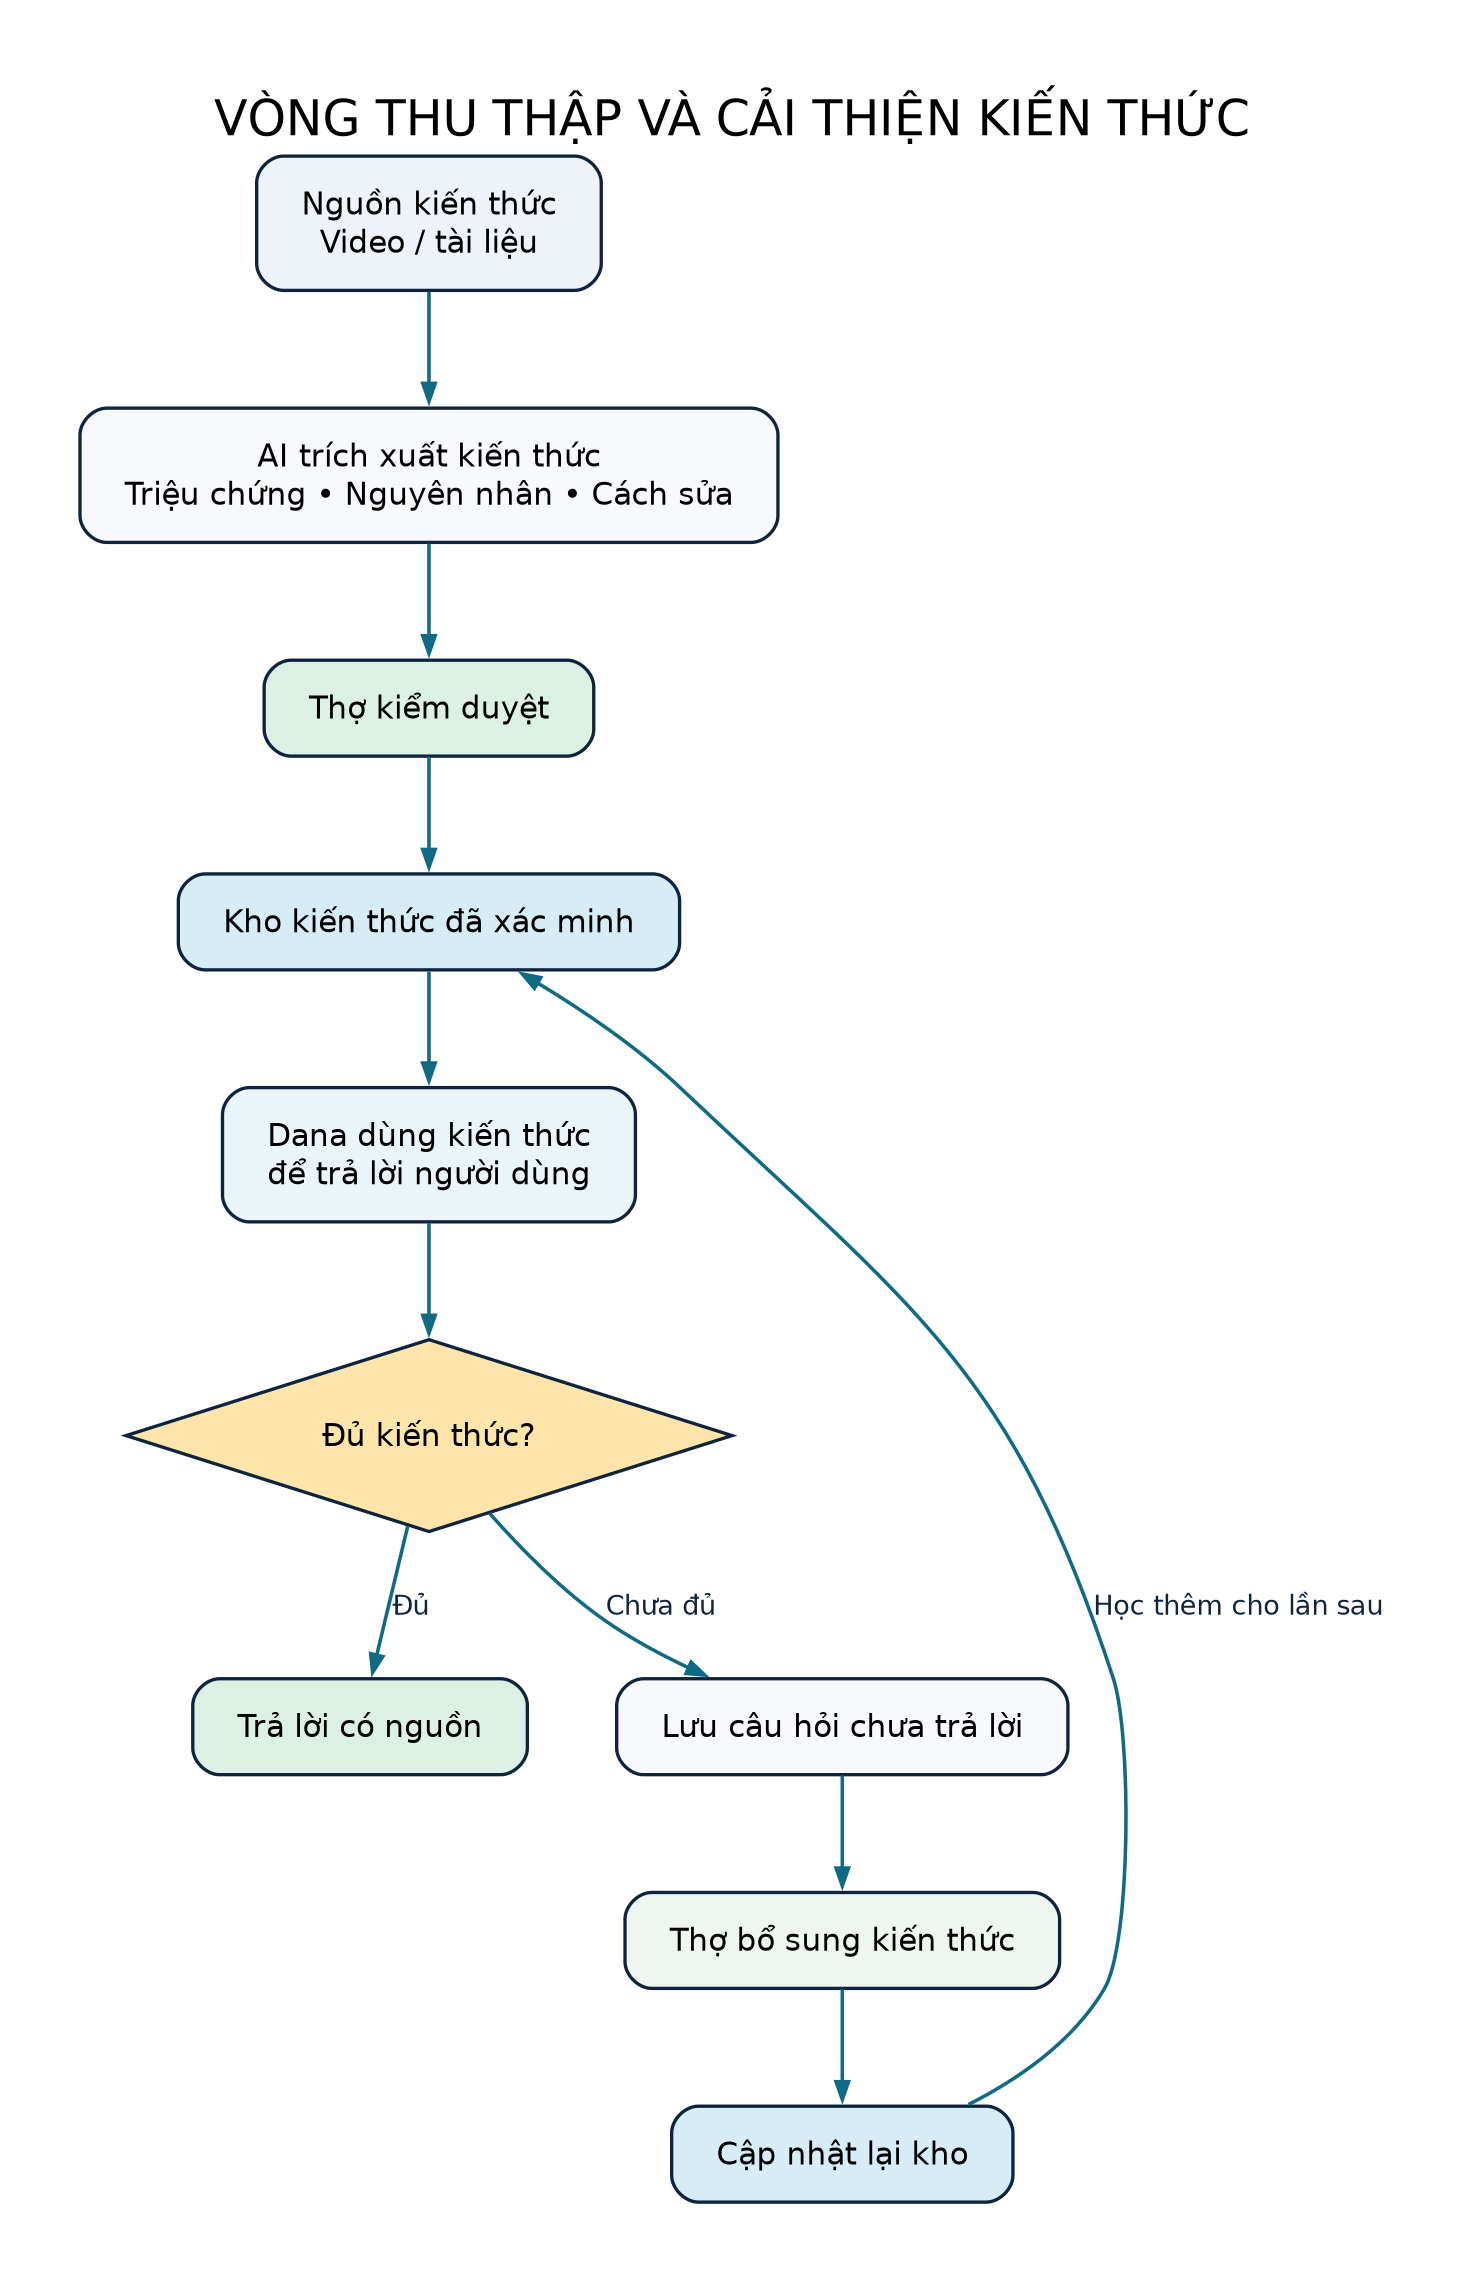 VÒNG THU THẬP VÀ CẢI THIỆN KIẾN THỨC
Nguồn kiến thức
Video / tài liệu
AI trích xuất kiến thức
Triệu chứng • Nguyên nhân • Cách sửa
Thợ kiểm duyệt
Kho kiến thức đã xác minh
Dana dùng kiến thức
để trả lời người dùng
Đủ kiến thức?
Đủ
Chưa đủ
Học thêm cho lần sau
Trả lời có nguồn
Lưu câu hỏi chưa trả lời
Thợ bổ sung kiến thức
Cập nhật lại kho